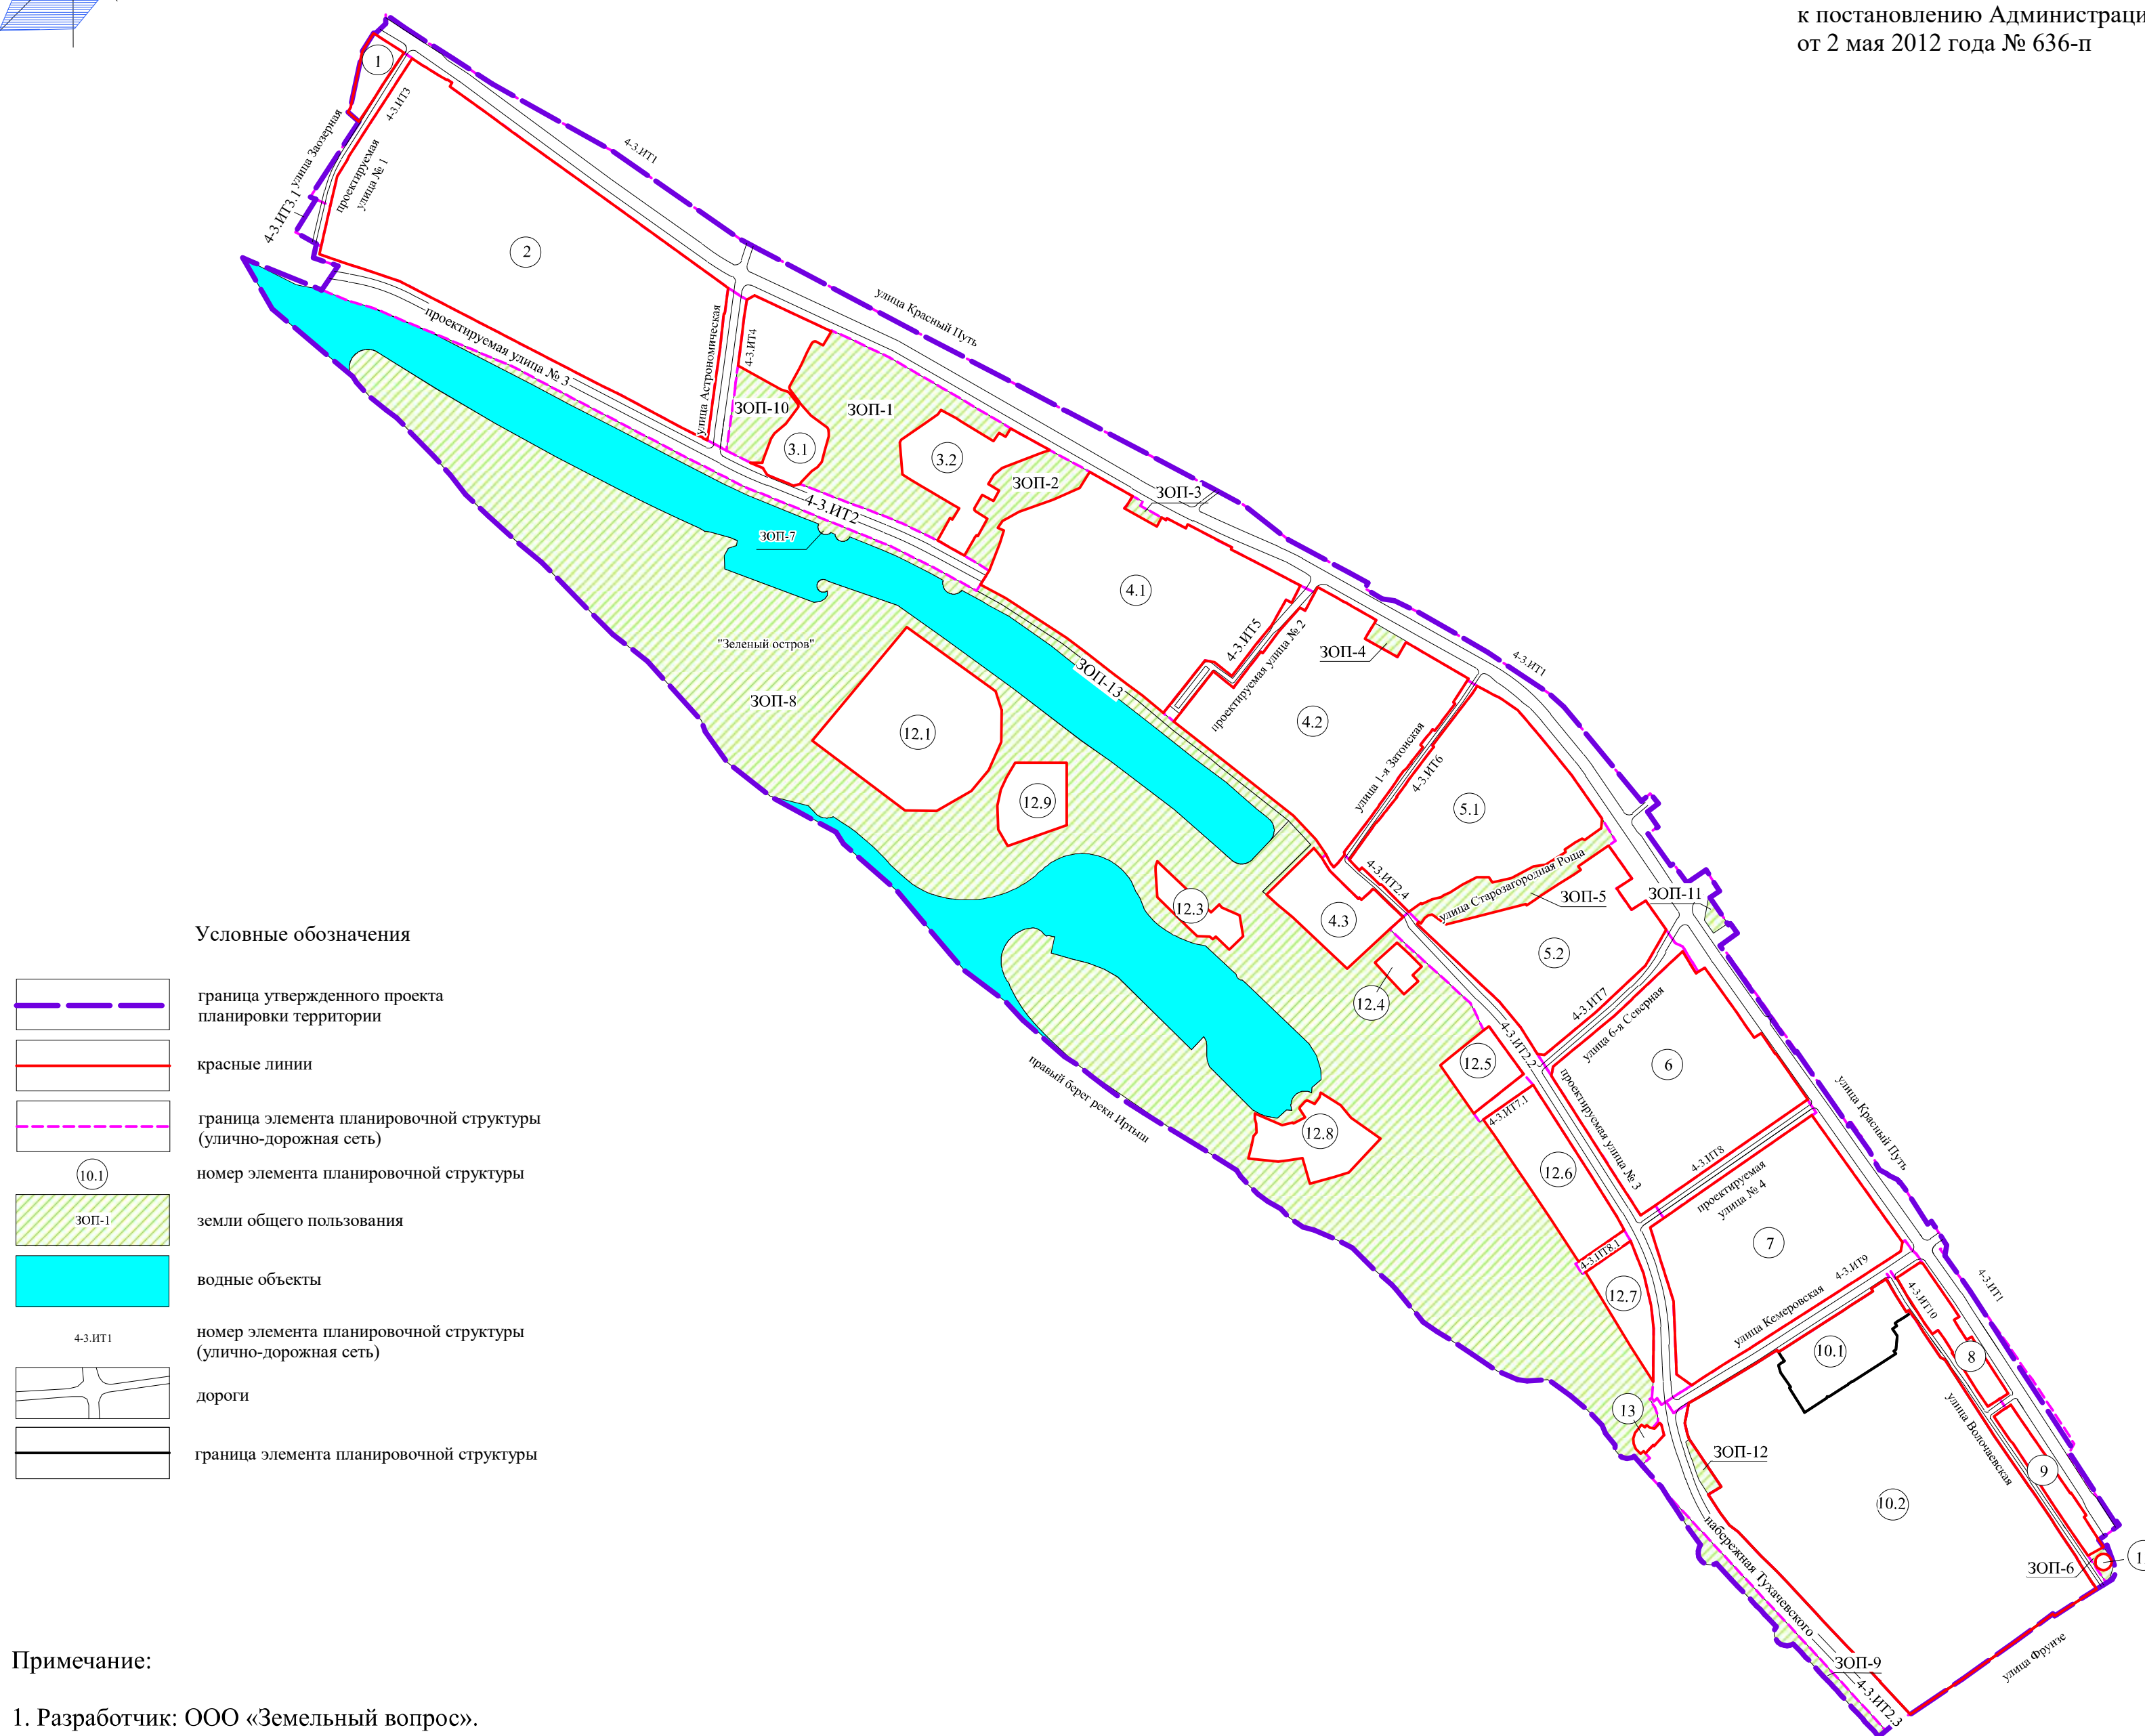 к постановлению Администраци
от 2 мая 2012 года № 636-п
1
улица Заозерная
4-3.ИТ3
проектируемая
улица № 1
4-3.ИТ3.1
4-3.ИТ1
2
улица Красный Путь
проектируемая улица № 3
улица Астрономическая
4-3.ИТ4
ЗОП-10
ЗОП-1
3.1
3.2
ЗОП-2
ЗОП-3
4-3.ИТ2
ЗОП-7
4.1
"Зеленый остров"
ЗОП-8
ЗОП-13
4-3.ИТ5
проектируемая улица № 2
ЗОП-4
4-3.ИТ1
4.2
12.1
12.9
улица 1-я Затонская
4-3.ИТ6
5.1
4-3.ИТ2.4
улица Старозагородная Роща
ЗОП-5
ЗОП-11
12.3
4.3
5.2
12.4
4-3.ИТ7
улица 6-я Северная
4-3.ИТ2.2
12.5
6
правый берег реки Иртыш
4-3.ИТ7.1
проектируемая улица № 3
улица Красный Путь
12.8
12.6
4-3.ИТ8
проектируемая
улица № 4
7
4-3.ИТ8.1
12.7
4-3.ИТ9
улица Кемеровская
4-3.ИТ10
4-3.ИТ1
10.1
8
13
улица Волочаевская
ЗОП-12
9
10.2
набережная Тухачевского
ЗОП-6
1
улица Фрунзе
ЗОП-9
4-3.ИТ2.3
Условные обозначения
граница утвержденного проекта
планировки территории
красные линии
граница элемента планировочной структуры
(улично-дорожная сеть)
10.1
номер элемента планировочной структуры
ЗОП-1
земли общего пользования
водные объекты
4-3.ИТ1
номер элемента планировочной структуры
(улично-дорожная сеть)
дороги
граница элемента планировочной структуры
Примечание:
1. Разработчик: ООО «Земельный вопрос».